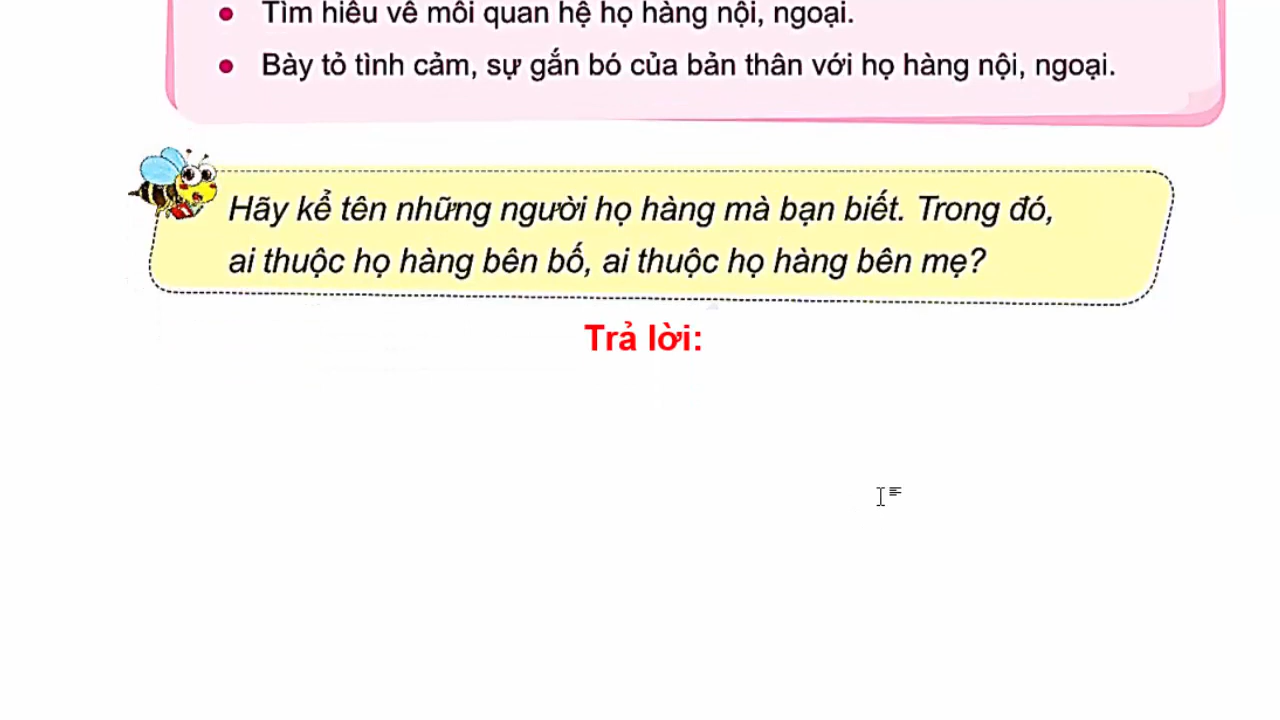 Tìm hiểu về mối quan hệ họ hàng nội, ngoại.
Bày tỏ tình cảm, sự gắn bó của bản thân với họ hàng nội, ngoại.
Hãy kể tên những người họ hàng mà bạn biết. Trong đó,
ai thuộc họ hàng bên bố, ai thuộc họ hàng bên mẹ?
Trả lời: